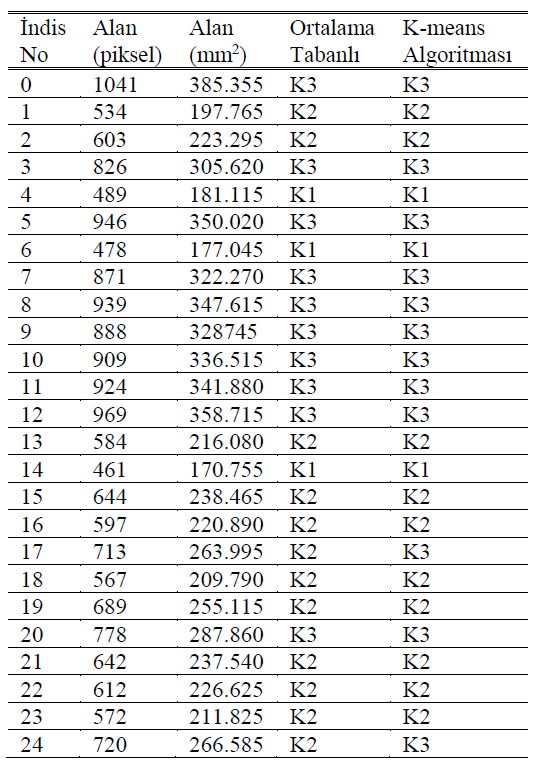 İndis No Alan (piksel) Alan (mm²) Ortalama Tabanlı K-means Algoritması
0 1041 385.355 K3 K3
1 534 197.765 K2 K2
2 603 223.295 K2 K2
3 826 305.620 K3 K3
4 489 181.115 K1 K1
5 946 350.020 K3 K3
6 478 177.045 K1 K1
7 871 322.270 K3 K3
8 939 347.615 K3 K3
9 888 328745 K3 K3
10 909 336.515 K3 K3
11 924 341.880 K3 K3
12 969 358.715 K3 K3
13 584 216.080 K2 K2
14 461 170.755 K1 K1
15 644 238.465 K2 K2
16 597 220.890 K2 K2
17 713 263.995 K2 K3
18 567 209.790 K2 K2
19 689 255.115 K2 K2
20 778 287.860 K3 K3
21 642 237.540 K2 K2
22 612 226.625 K2 K2
23 572 211.825 K2 K2
24 720 266.585 K2 K3